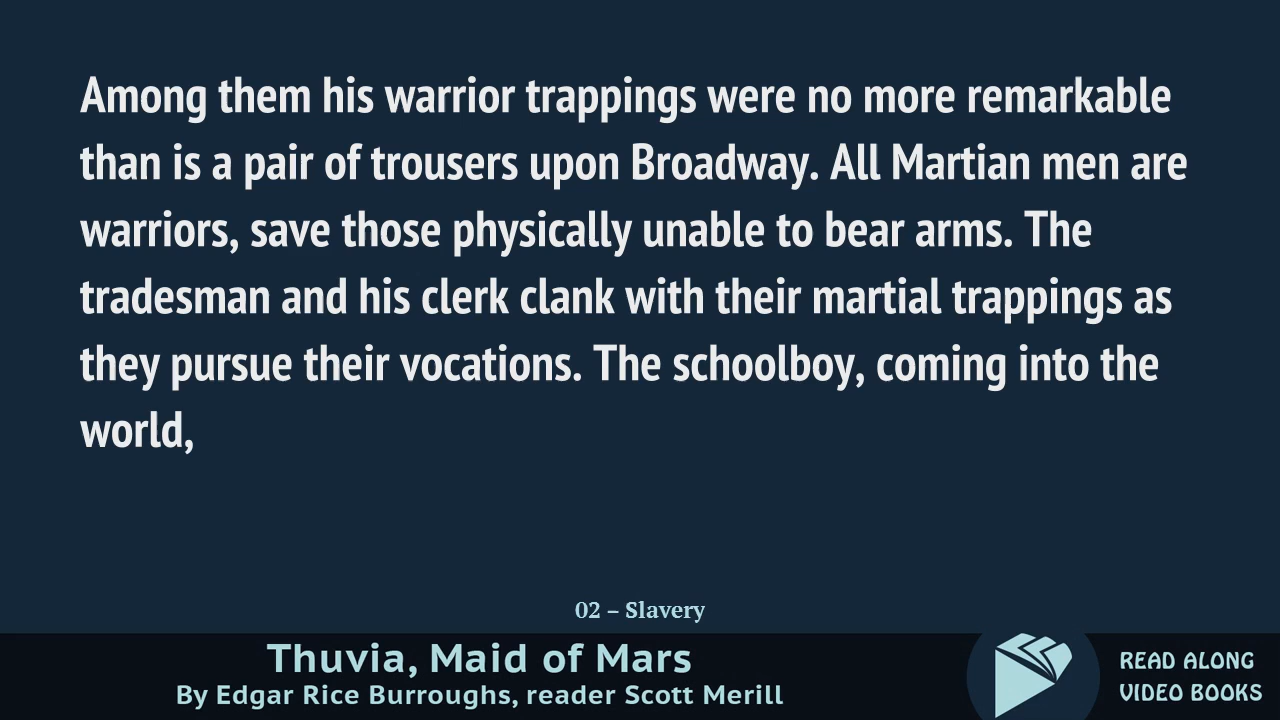 Among them his warrior trappings were no more remarkable
than is a pair of trousers upon Broadway. All Martian men are
warriors, save those physically unable to bear arms. The
tradesman and his clerk clank with their martial trappings as
they pursue their vocations. The schoolboy, coming into the
world,
02 – Slavery
Thuvia, Maid of Mars
By Edgar Rice Burroughs, reader Scott Merill
READ ALONG
VIDEO BOOKS